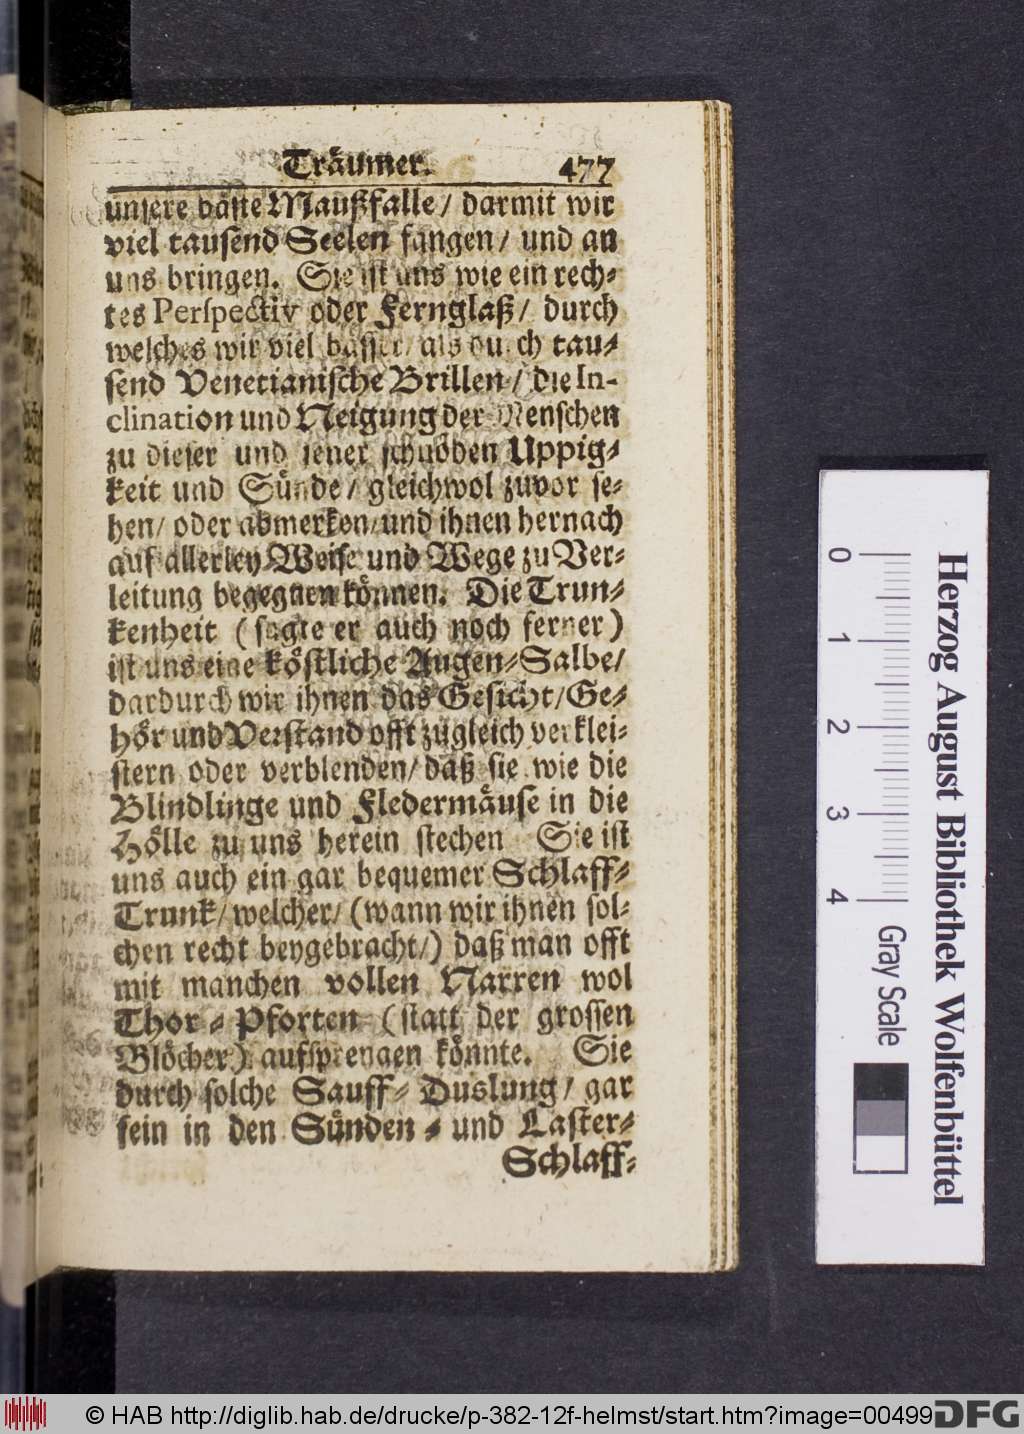 Träumer. 477
unsere bäste Maußfalle / darmit wir
viel tausend Seelen fangen / und an
uns bringen. Sie ist uns wie ein rech-
tes Perspectiv oder Fernglaß / durch
welches wir viel bässer / als durch tau-
send Venetianische Brillen / die In-
clination und Neigung der Menschen
zu dieser und jener schnöden Uppig-
keit und Sünde / gleichwol zuvor se-
hen / oder abmerken / und ihnen hernach
auf allerley Weise und Wege zu Ver-
leitung begegnen können. Die Trun-
kenheit ( sagte er auch noch ferner )
ist uns eine köstliche Augen-Salbe /
dardurch wir ihnen das Gesicht / Ge-
hör und Verstand offt zugleich verklei-
stern oder verblenden / daß sie wie die
Blindlinge und Fledermäuse in die
Hölle zu uns herein stechen Sie ist
uns auch ein gar bequemer Schlaff-
Trunk / welcher / (wann wir ihnen sol-
chen recht beygebracht /) daß man offt
mit manchen vollen Narren wol
Thor-Pforten (statt der grossen
Blöcher) aufsprengen könnte. Sie
durch solche Sauff-Duslung / gar
fein in den Sünden- und Laster-
Schlaff-
0 1 2 3 4
Gray Scale
Herzog August Bibliothek Wolfenbüttel
© HAB http://diglib.hab.de/drucke/p-382-12f-helmst/start.htm?image=00499
DFG